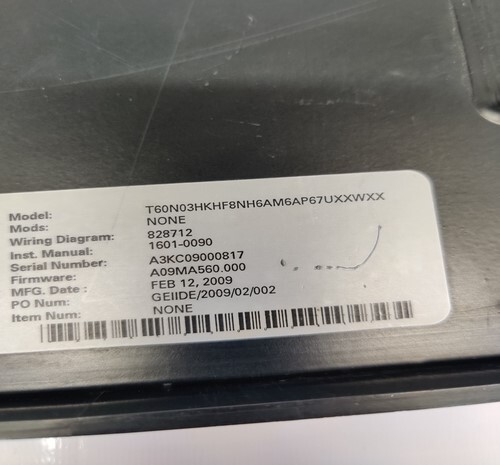 Model: T60N03HKHF8NH6AM6AP67UXXWXX
Mods: NONE
Wiring Diagram: 828712
Inst. Manual: 1601-0090
Serial Number: A3KC09000817
Firmware: A09MA560.000
MFG. Date : FEB 12, 2009
PO Num: GEIIDE/2009/02/002
Item Num: NONE